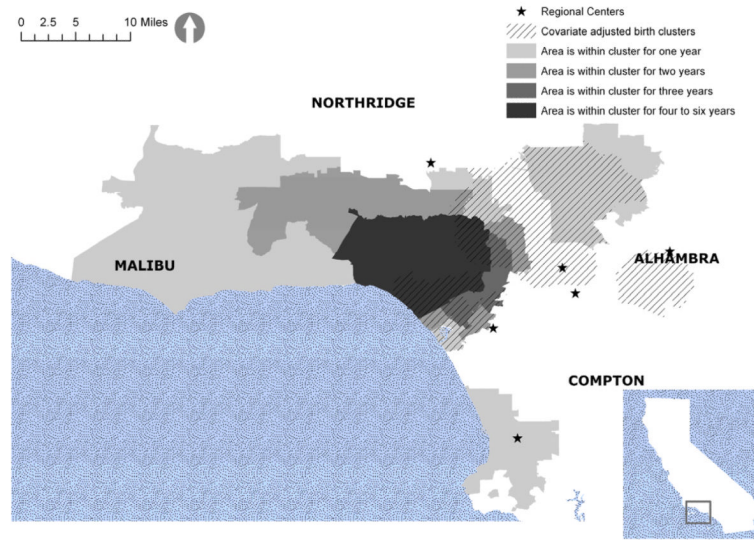 0 2.5 5 10 Miles
Regional Centers
Covariate adjusted birth clusters
Area is within cluster for one year
Area is within cluster for two years
Area is within cluster for three years
Area is within cluster for four to six years
NORTHRIDGE
MALIBU
ALHAMBRA
COMPTON